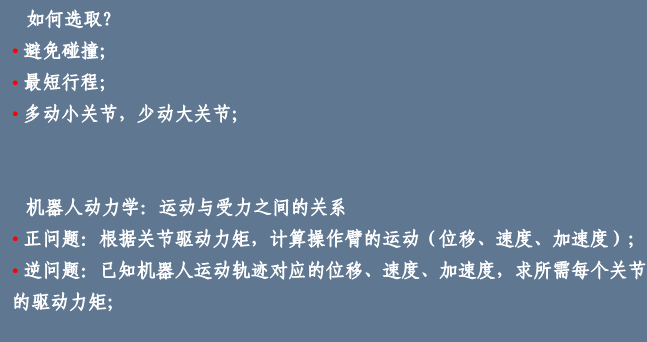 如何选取？
• 避免碰撞；
• 最短行程；
• 多动小关节，少动大关节；
机器人动力学：运动与受力之间的关系
• 正问题：根据关节驱动力矩，计算操作臂的运动（位移、速度、加速度）；
• 逆问题：已知机器人运动轨迹对应的位移、速度、加速度，求所需每个关节
的驱动力矩；